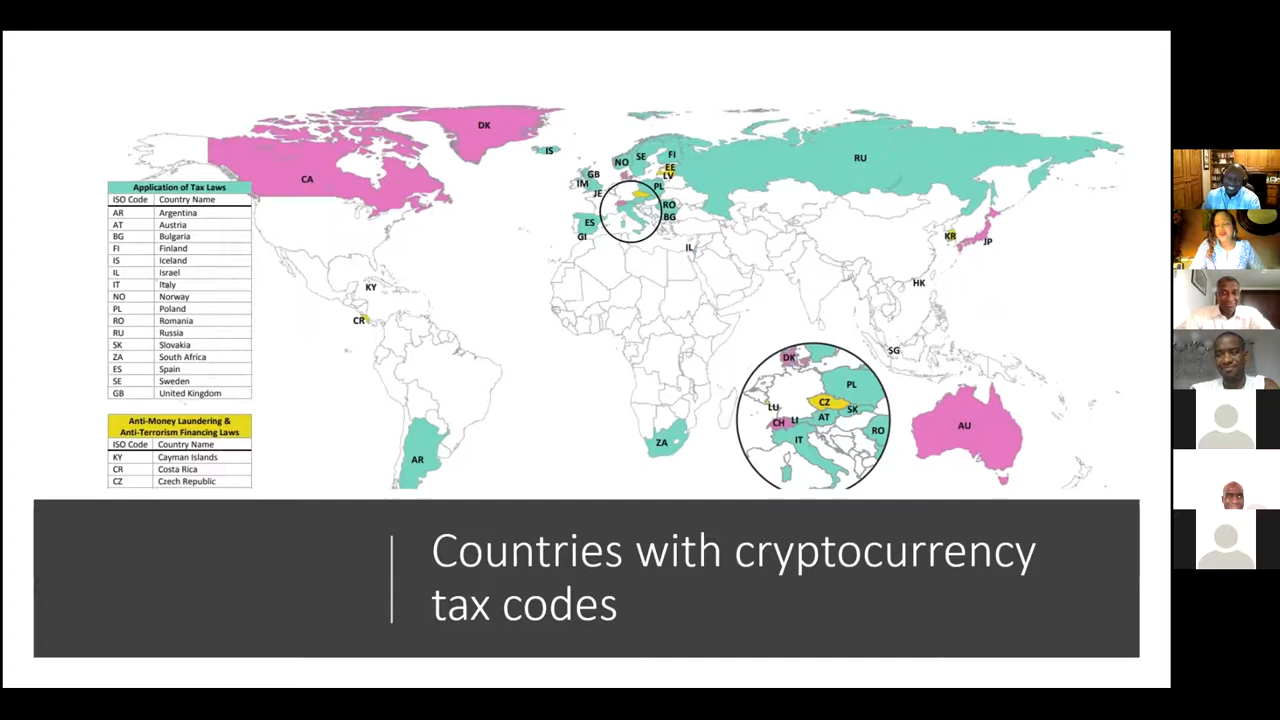 DK
IS
NO
SE
FI
RU
CA
GB
EE
LV
IM
JE
PL
RO
BG
ES
GI
IL
KR
JP
KY
HK
CR
SG
ZA
AR
AU
DK
PL
LU
CZ
SK
CH
LI
AT
IT
RO
Application of Tax Laws
ISO Code Country Name
AR Argentina
AT Austria
BG Bulgaria
FI Finland
IS Iceland
IL Israel
IT Italy
NO Norway
PL Poland
RO Romania
RU Russia
SK Slovakia
ZA South Africa
ES Spain
SE Sweden
GB United Kingdom
Anti-Money Laundering &
Anti-Terrorism Financing Laws
ISO Code Country Name
KY Cayman Islands
CR Costa Rica
CZ Czech Republic
Countries with cryptocurrency
tax codes